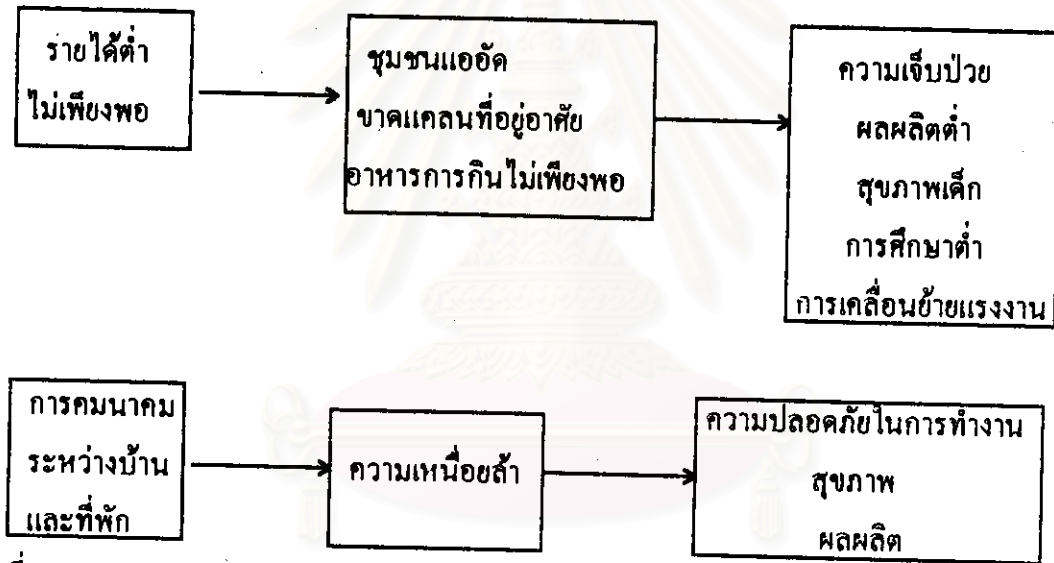 รายได้ต่ำ
ไม่เพียงพอ
ชุมชนแออัด
ขาดแคลนที่อยู่อาศัย
อาหารการกินไม่เพียงพอ
ความเจ็บป่วย
ผลผลิตต่ำ
สุขภาพเด็ก
การศึกษาต่ำ
การเคลื่อนย้ายแรงงาน
การคมนาคม
ระหว่างบ้าน
และที่พัก
ความเหนื่อยล้า
ความปลอดภัยในการทำงาน
สุขภาพ
ผลผลิต